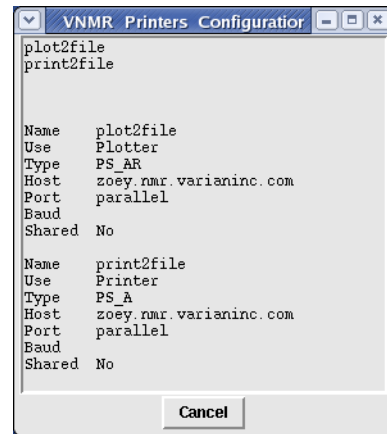 VNMR Printers Configuration
plot2file
print2file
Name plot2file
Use Plotter
Type PS_AR
Host zoey.nmr.varianinc.com
Port parallel
Baud
Shared No
Name print2file
Use Printer
Type PS_A
Host zoey.nmr.varianinc.com
Port parallel
Baud
Shared No
Cancel